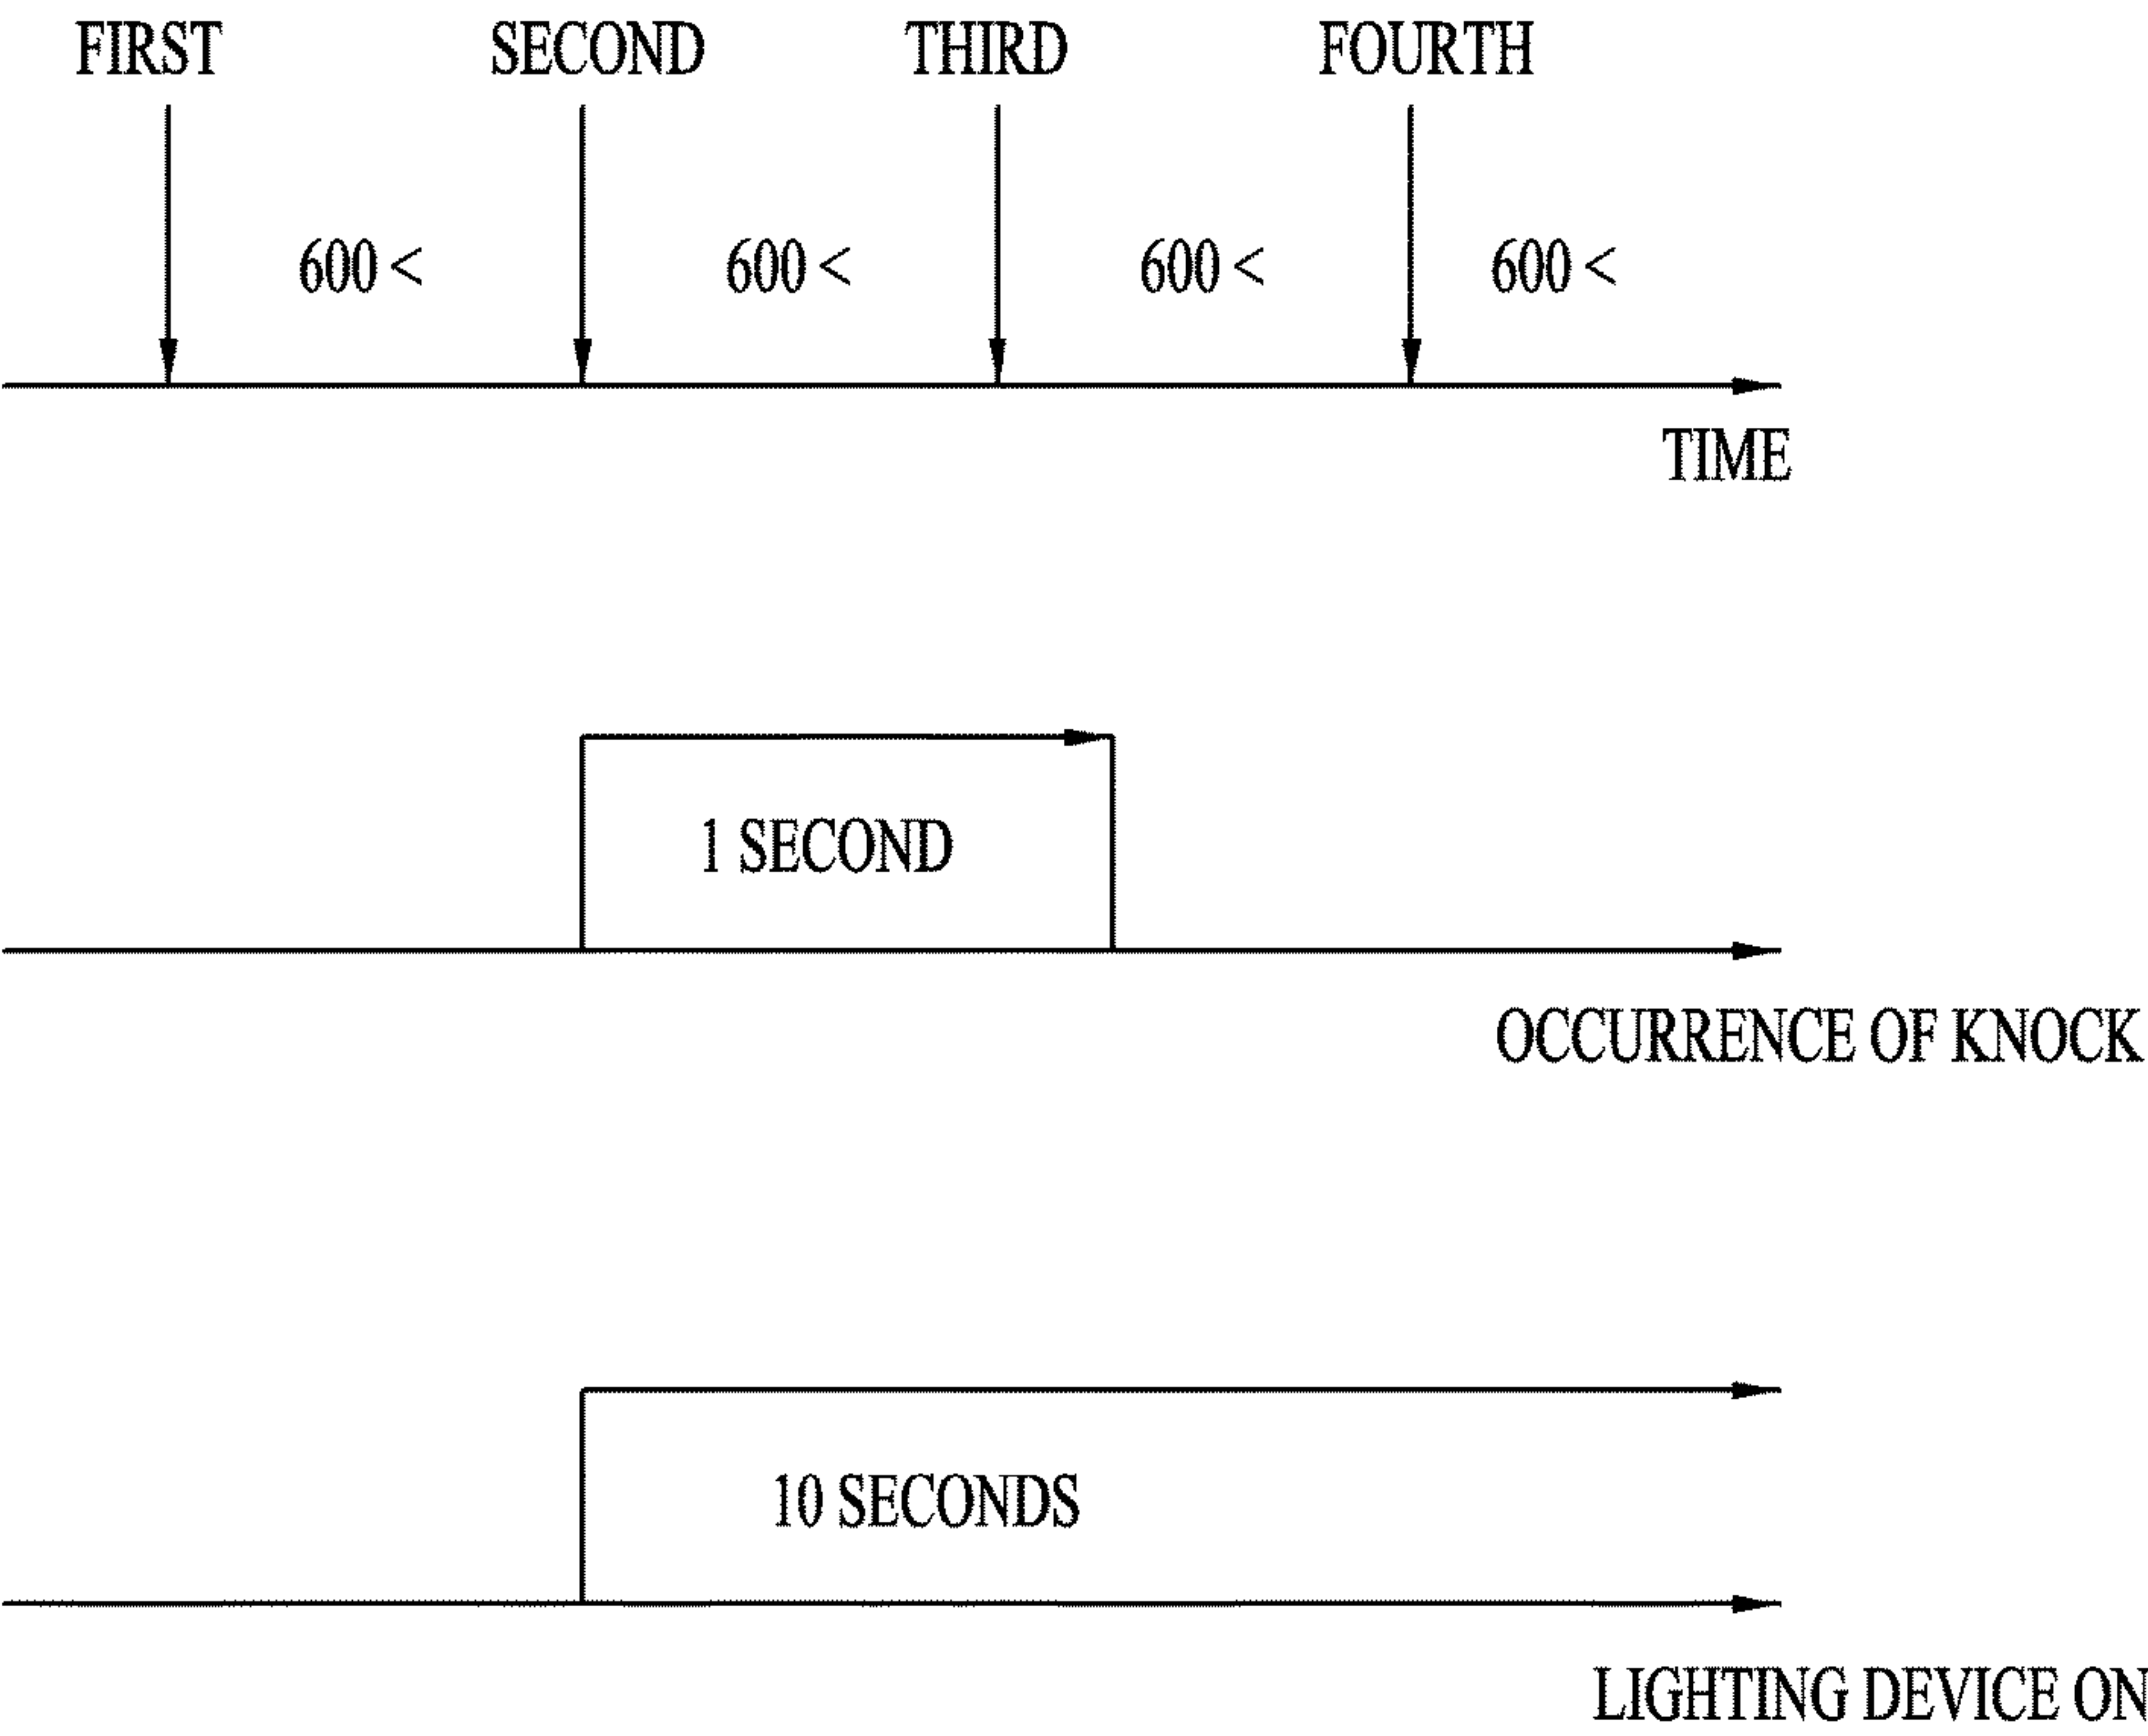 FIRST SECOND THIRD FOURTH
600 < 600 < 600 < 600 <
TIME
1 SECOND
OCCURRENCE OF KNOCK
10 SECONDS
LIGHTING DEVICE ON